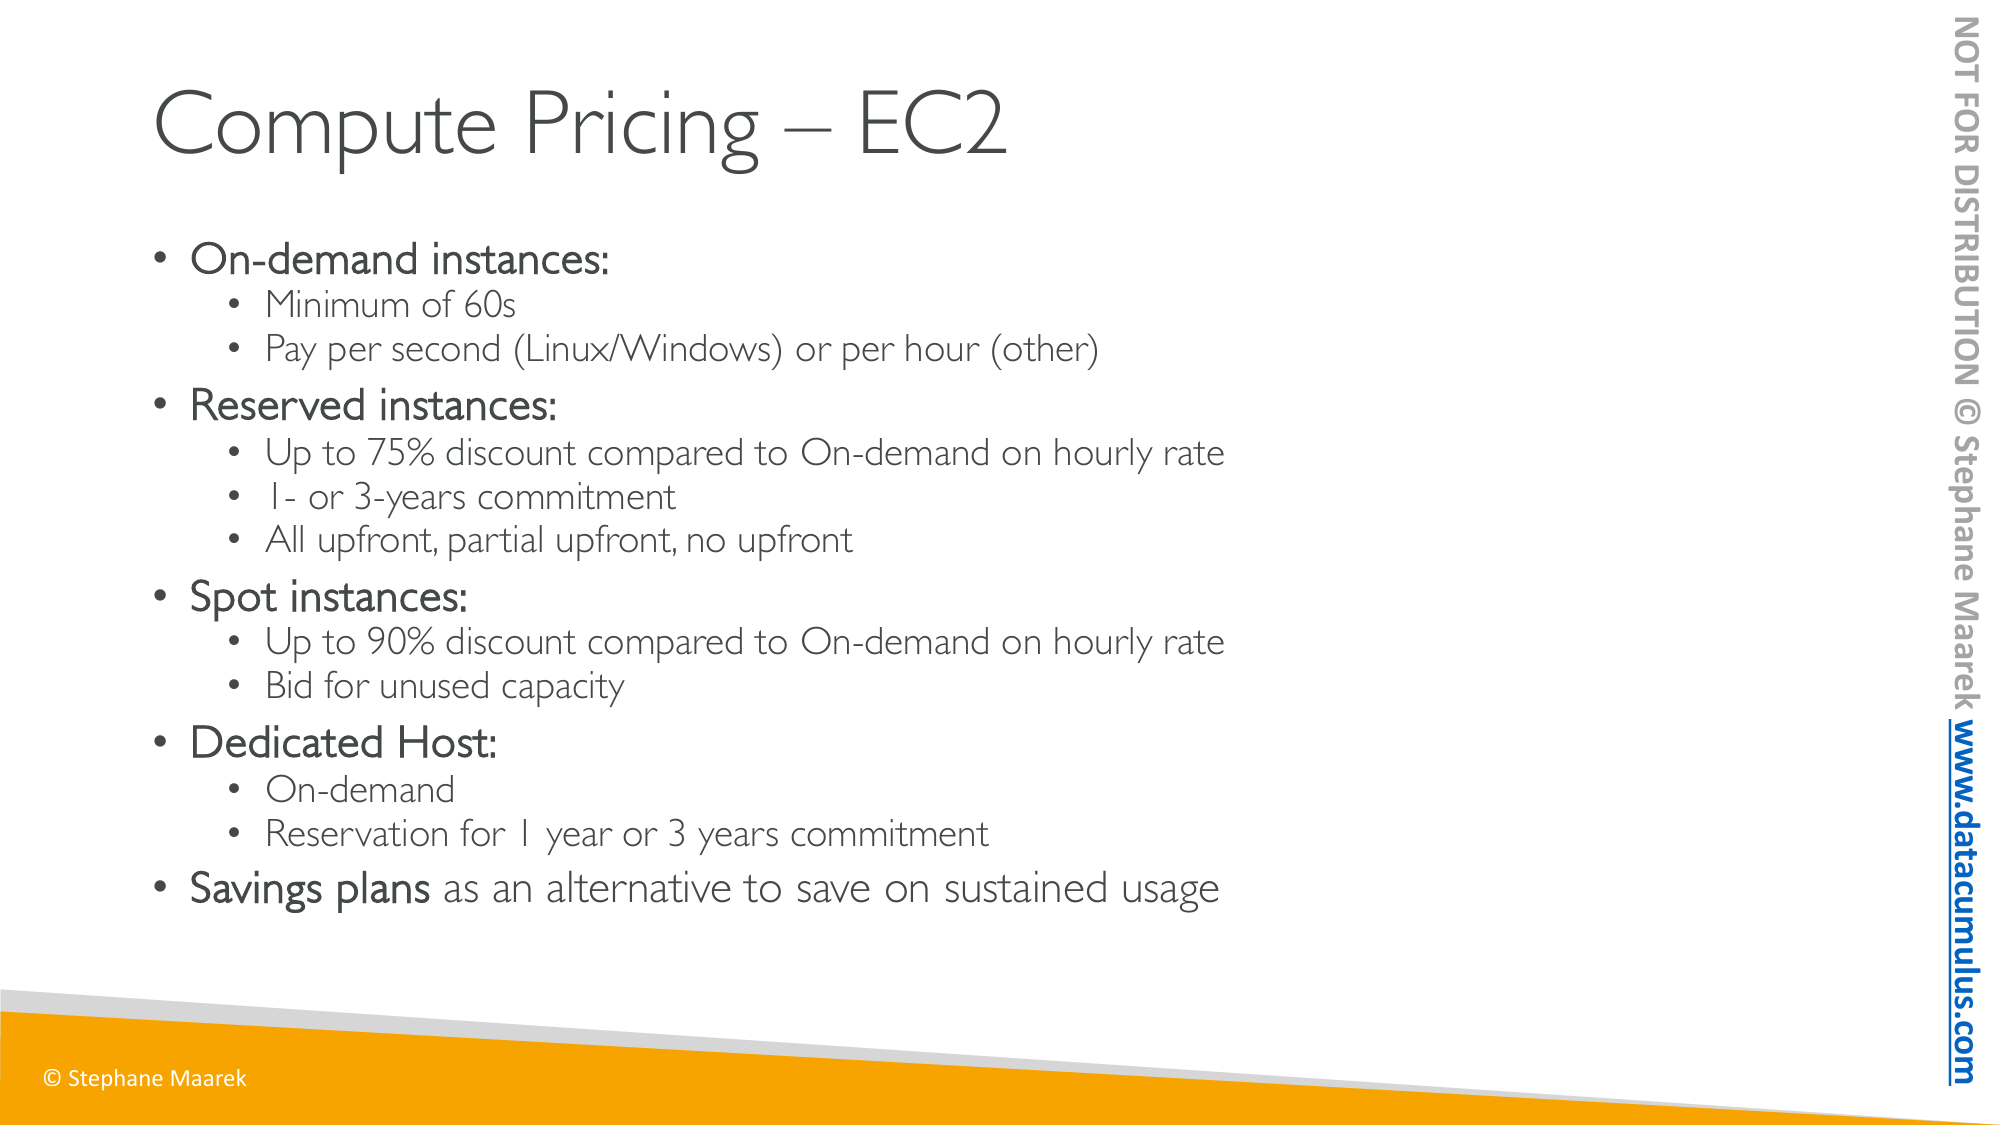 Compute Pricing – EC2
• On-demand instances:
• Minimum of 60s
• Pay per second (Linux/Windows) or per hour (other)
• Reserved instances:
• Up to 75% discount compared to On-demand on hourly rate
• 1- or 3-years commitment
• All upfront, partial upfront, no upfront
• Spot instances:
• Up to 90% discount compared to On-demand on hourly rate
• Bid for unused capacity
• Dedicated Host:
• On-demand
• Reservation for 1 year or 3 years commitment
• Savings plans as an alternative to save on sustained usage
© Stephane Maarek
NOT FOR DISTRIBUTION © Stephane Maarek www.datacumulus.com